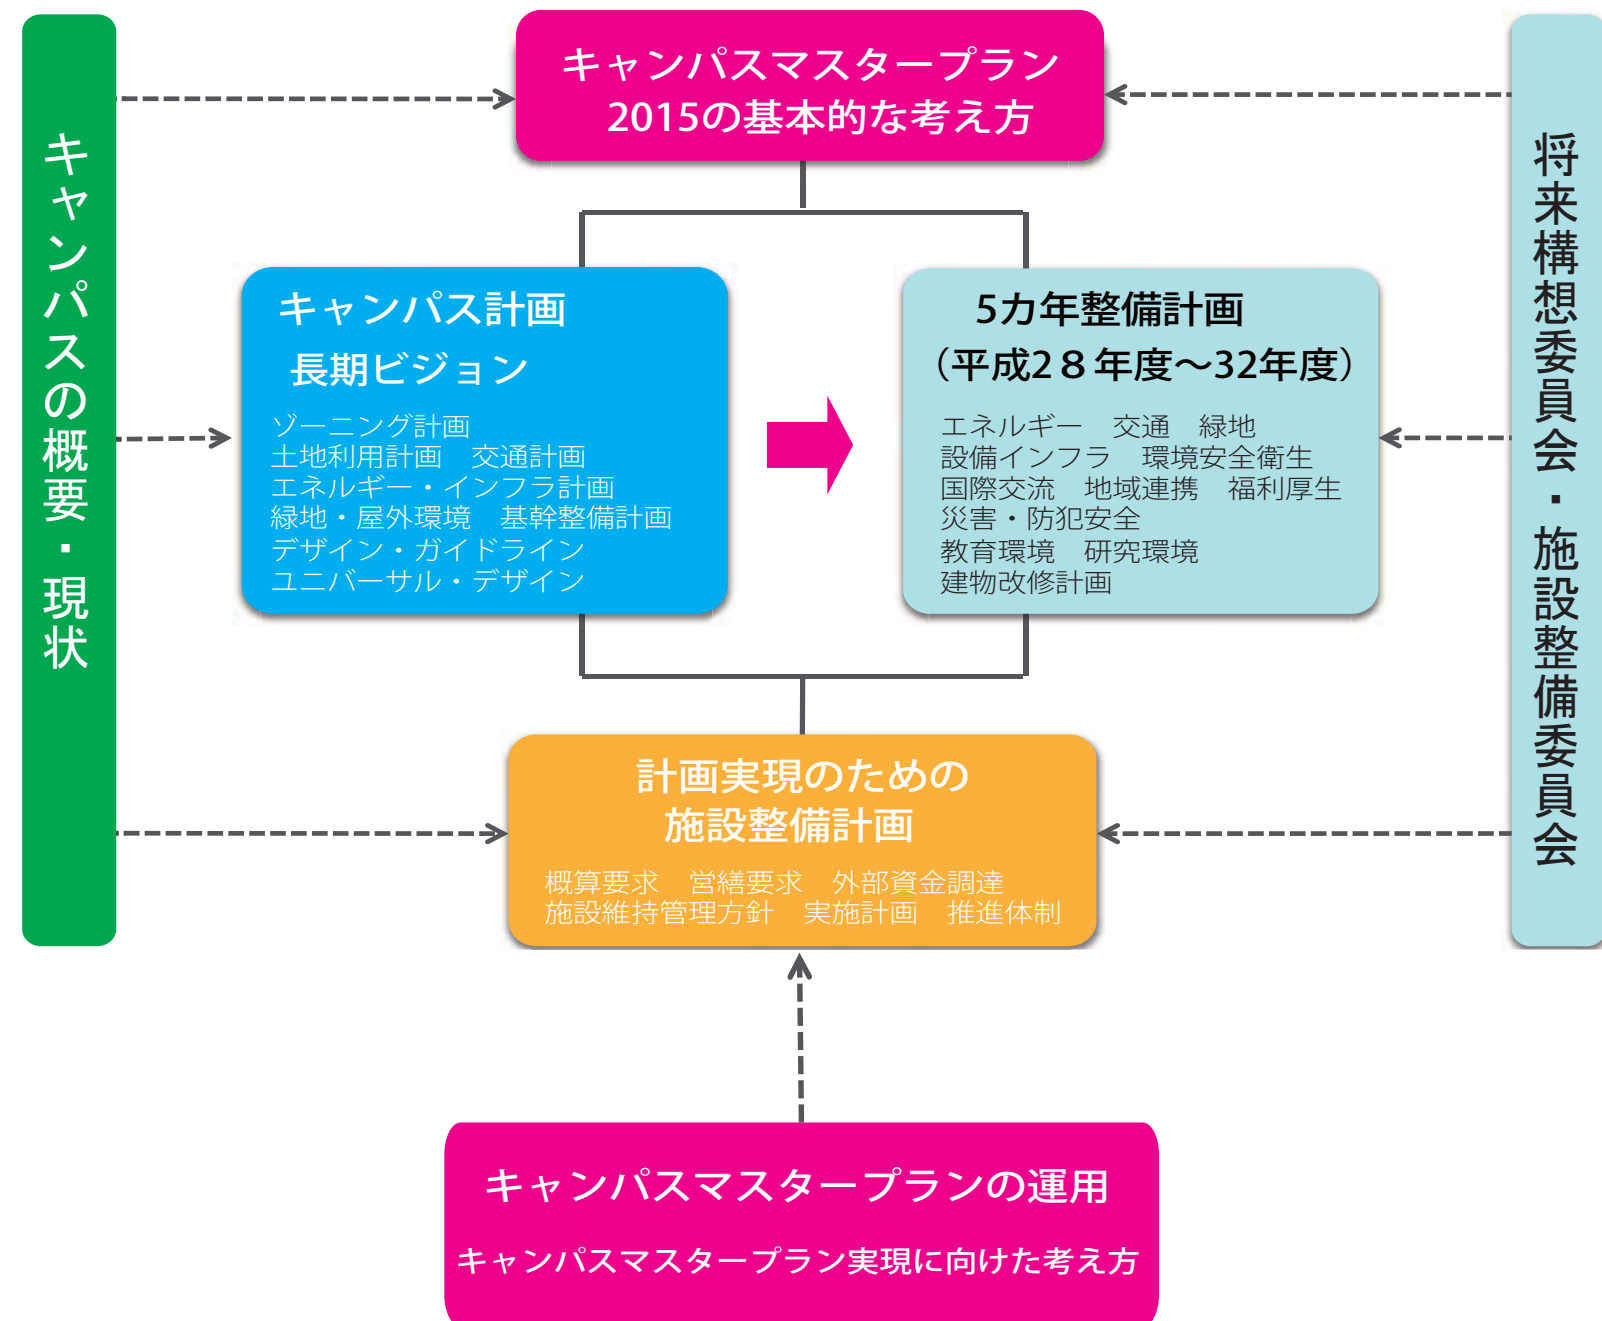 キャンパスマスタープラン
2015の基本的な考え方
キャンパスの概要・現状
将来構想委員会・施設整備委員会
キャンパス計画
長期ビジョン
ゾーニング計画
土地利用計画　交通計画
エネルギー・インフラ計画
緑地・屋外環境　基幹整備計画
デザイン・ガイドライン
ユニバーサル・デザイン
5カ年整備計画
（平成2８年度～32年度）
エネルギー　交通　緑地
設備インフラ　環境安全衛生
国際交流　地域連携　福利厚生
災害・防犯安全
教育環境　研究環境
建物改修計画
計画実現のための
施設整備計画
概算要求　営繕要求　外部資金調達
施設維持管理方針　実施計画　推進体制
キャンパスマスタープランの運用
キャンパスマスタープラン実現に向けた考え方